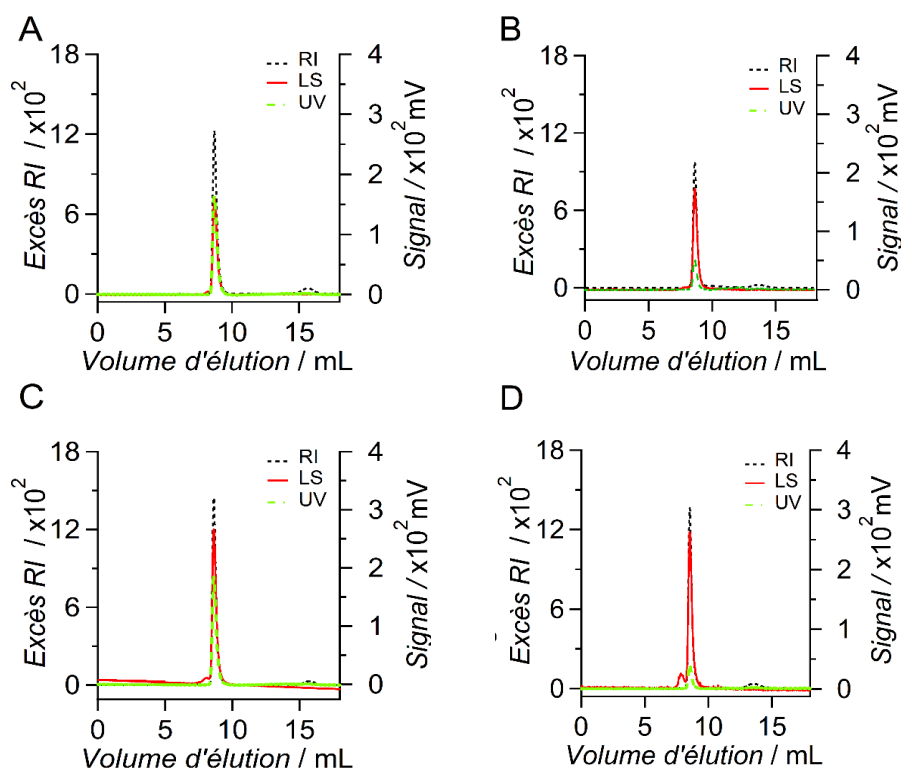 A
Excès RI / x10²
18
12
6
0
RI
LS
UV
4
3
2
1
0
Signal / x10² mV
0 5 10 15
Volume d'élution / mL
B
Excès RI / x10²
18
12
6
0
RI
LS
UV
4
3
2
1
0
Signal / x10² mV
0 5 10 15
Volume d'élution / mL
C
Excès RI / x10²
18
12
6
0
RI
LS
UV
4
3
2
1
0
Signal / x10² mV
0 5 10 15
Volume d'élution / mL
D
Excès RI / x10²
18
12
6
0
RI
LS
UV
4
3
2
1
0
Signal / x10² mV
0 5 10 15
Volume d'élution / mL